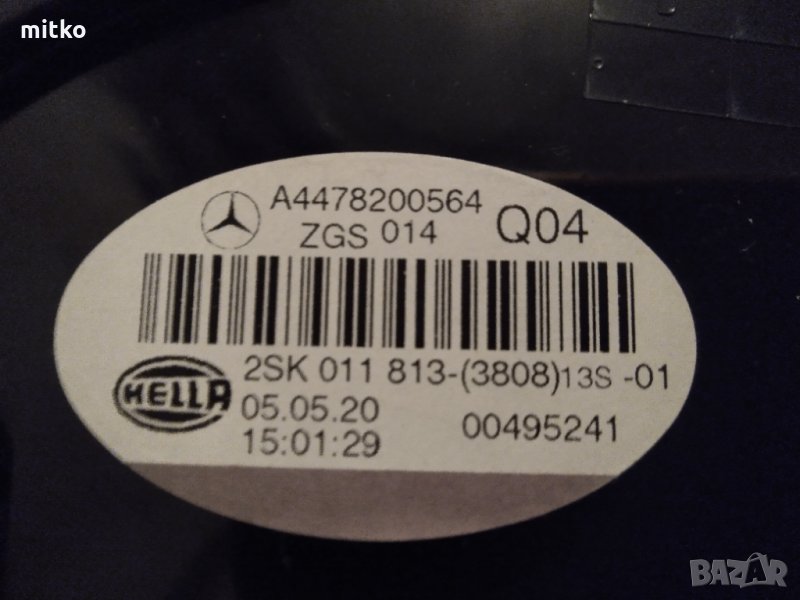 mitko
A4478200564
ZGS 014 Q04
2SK 011 813-(3808)13S -01
HELLA
05.05.20
15:01:29 00495241
BAZAR